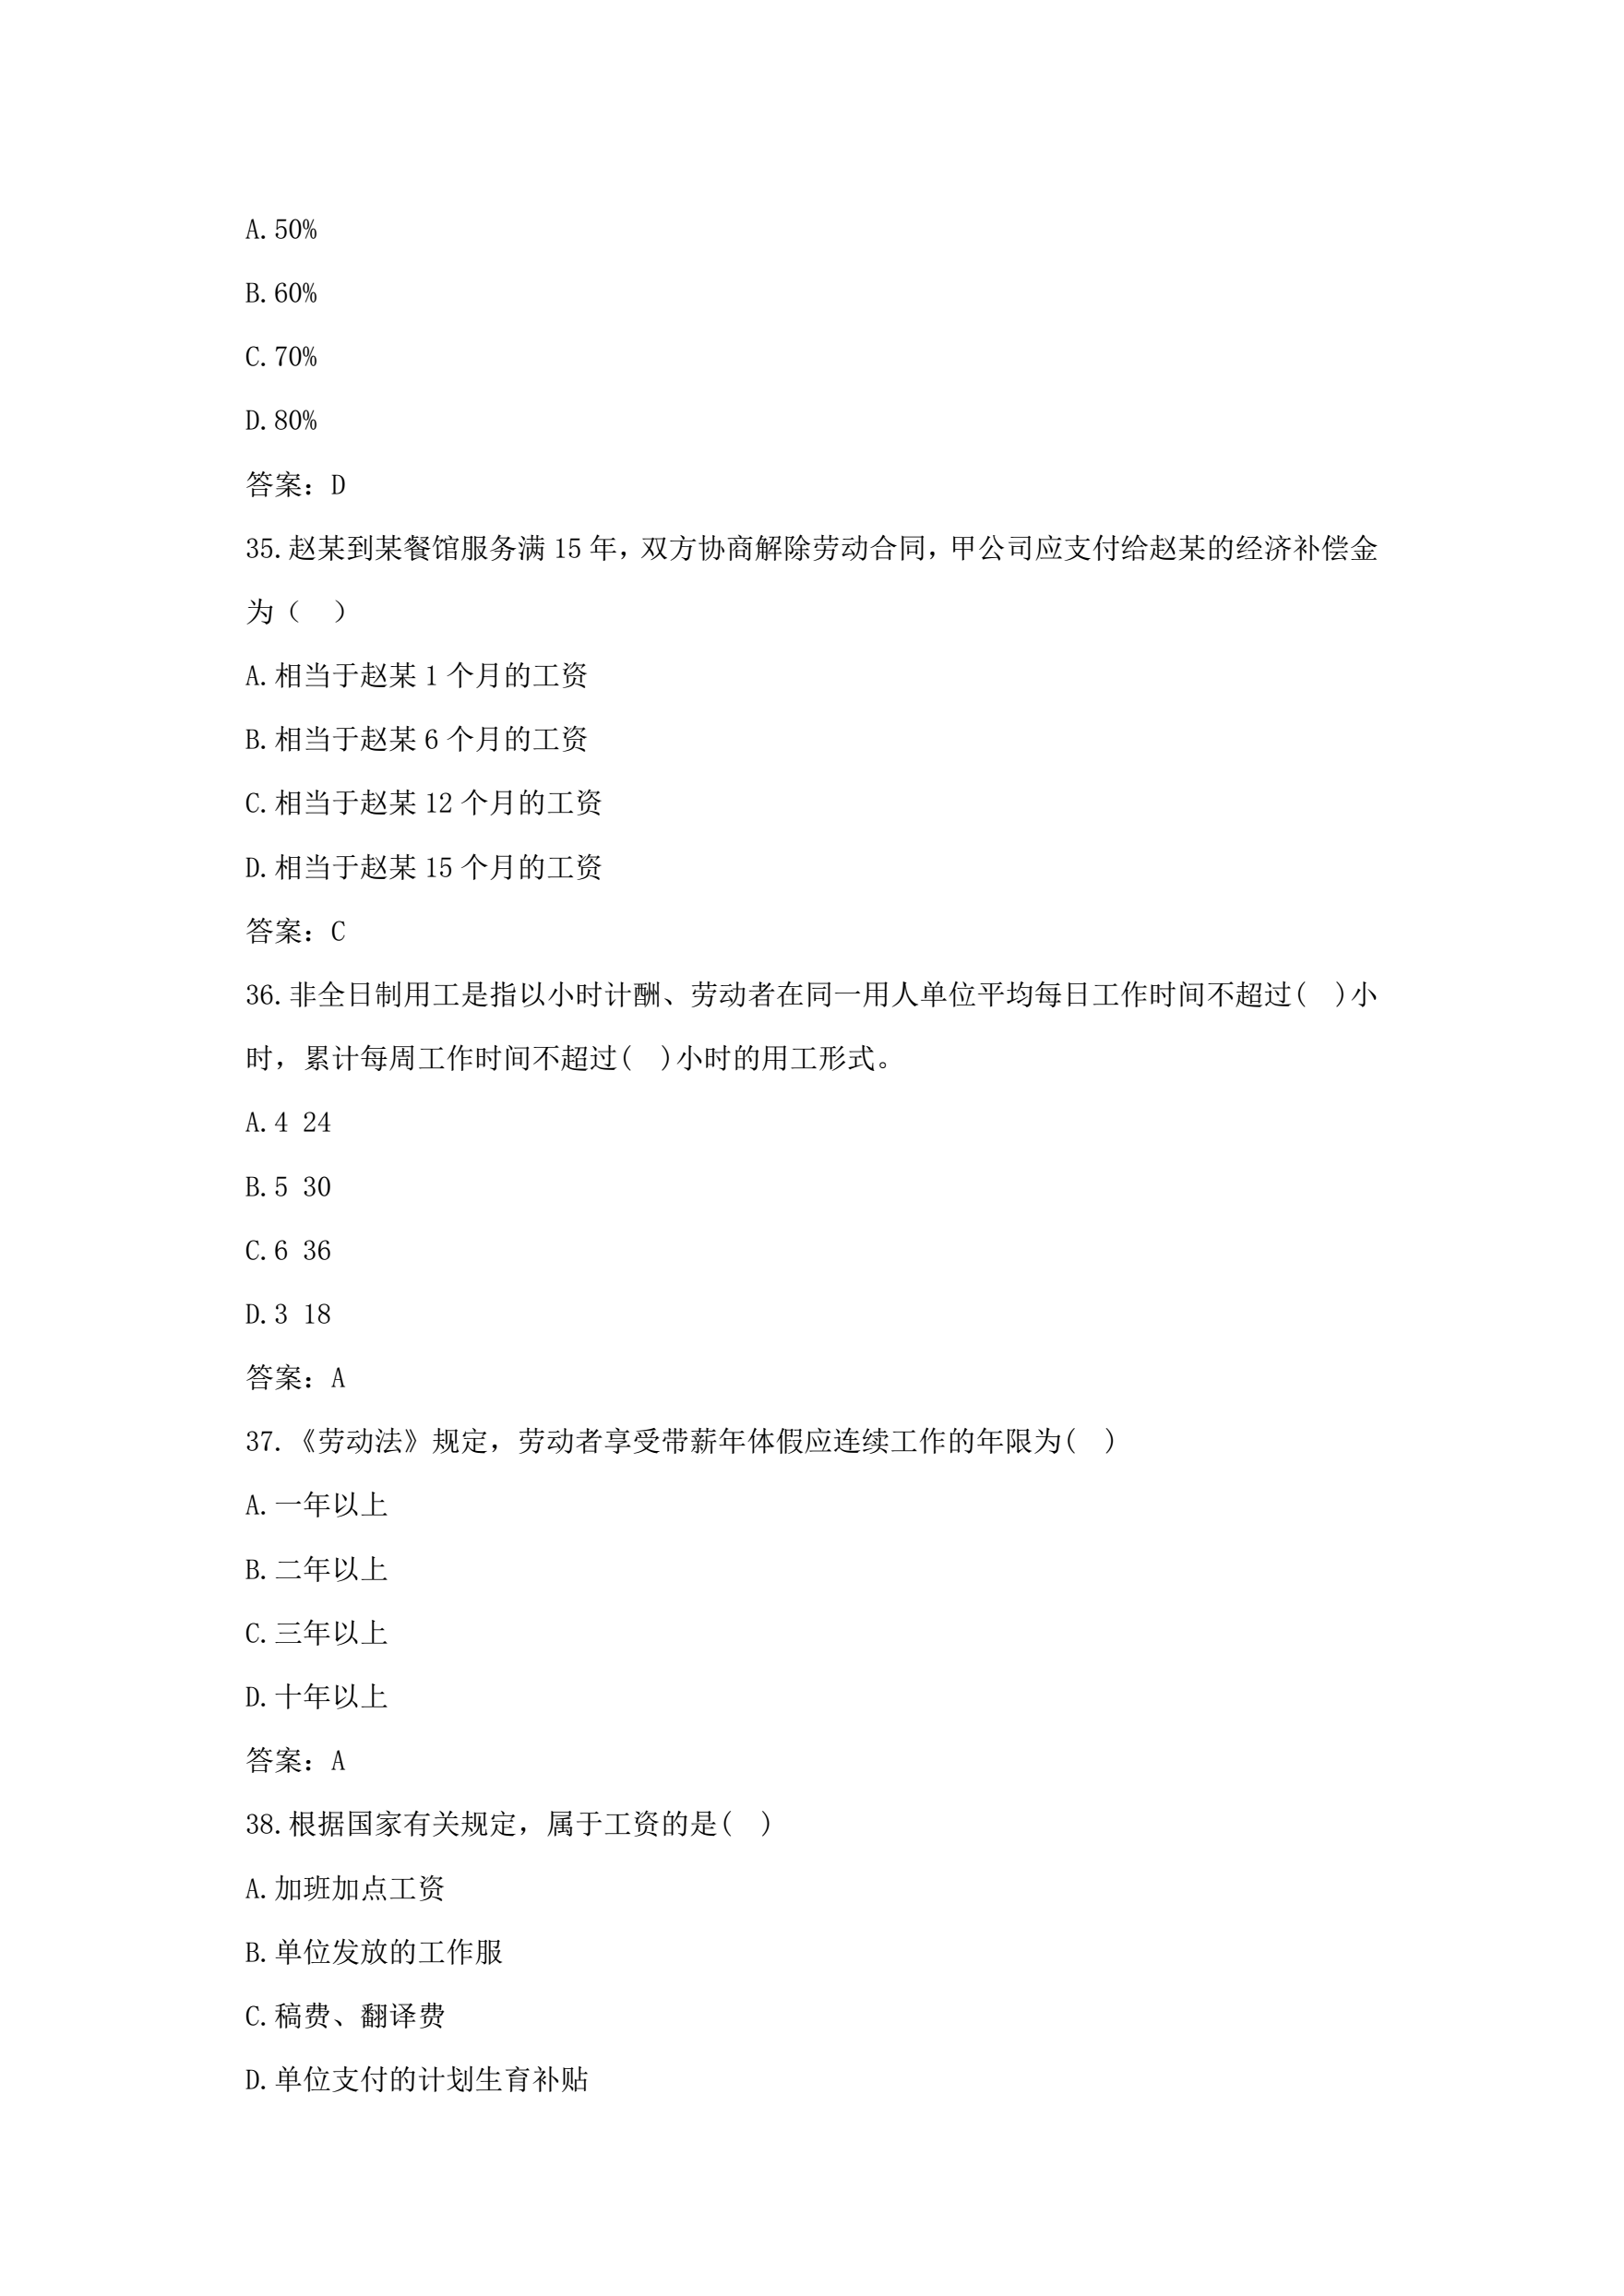 A.50%
B.60%
C.70%
D.80%
答案：D
35.赵某到某餐馆服务满 15 年，双方协商解除劳动合同，甲公司应支付给赵某的经济补偿金
为（　）
A.相当于赵某 1 个月的工资
B.相当于赵某 6 个月的工资
C.相当于赵某 12 个月的工资
D.相当于赵某 15 个月的工资
答案：C
36.非全日制用工是指以小时计酬、劳动者在同一用人单位平均每日工作时间不超过(　)小
时，累计每周工作时间不超过(　)小时的用工形式。
A.4 24
B.5 30
C.6 36
D.3 18
答案：A
37.《劳动法》规定，劳动者享受带薪年体假应连续工作的年限为(　)
A.一年以上
B.二年以上
C.三年以上
D.十年以上
答案：A
38.根据国家有关规定，属于工资的是(　)
A.加班加点工资
B.单位发放的工作服
C.稿费、翻译费
D.单位支付的计划生育补贴